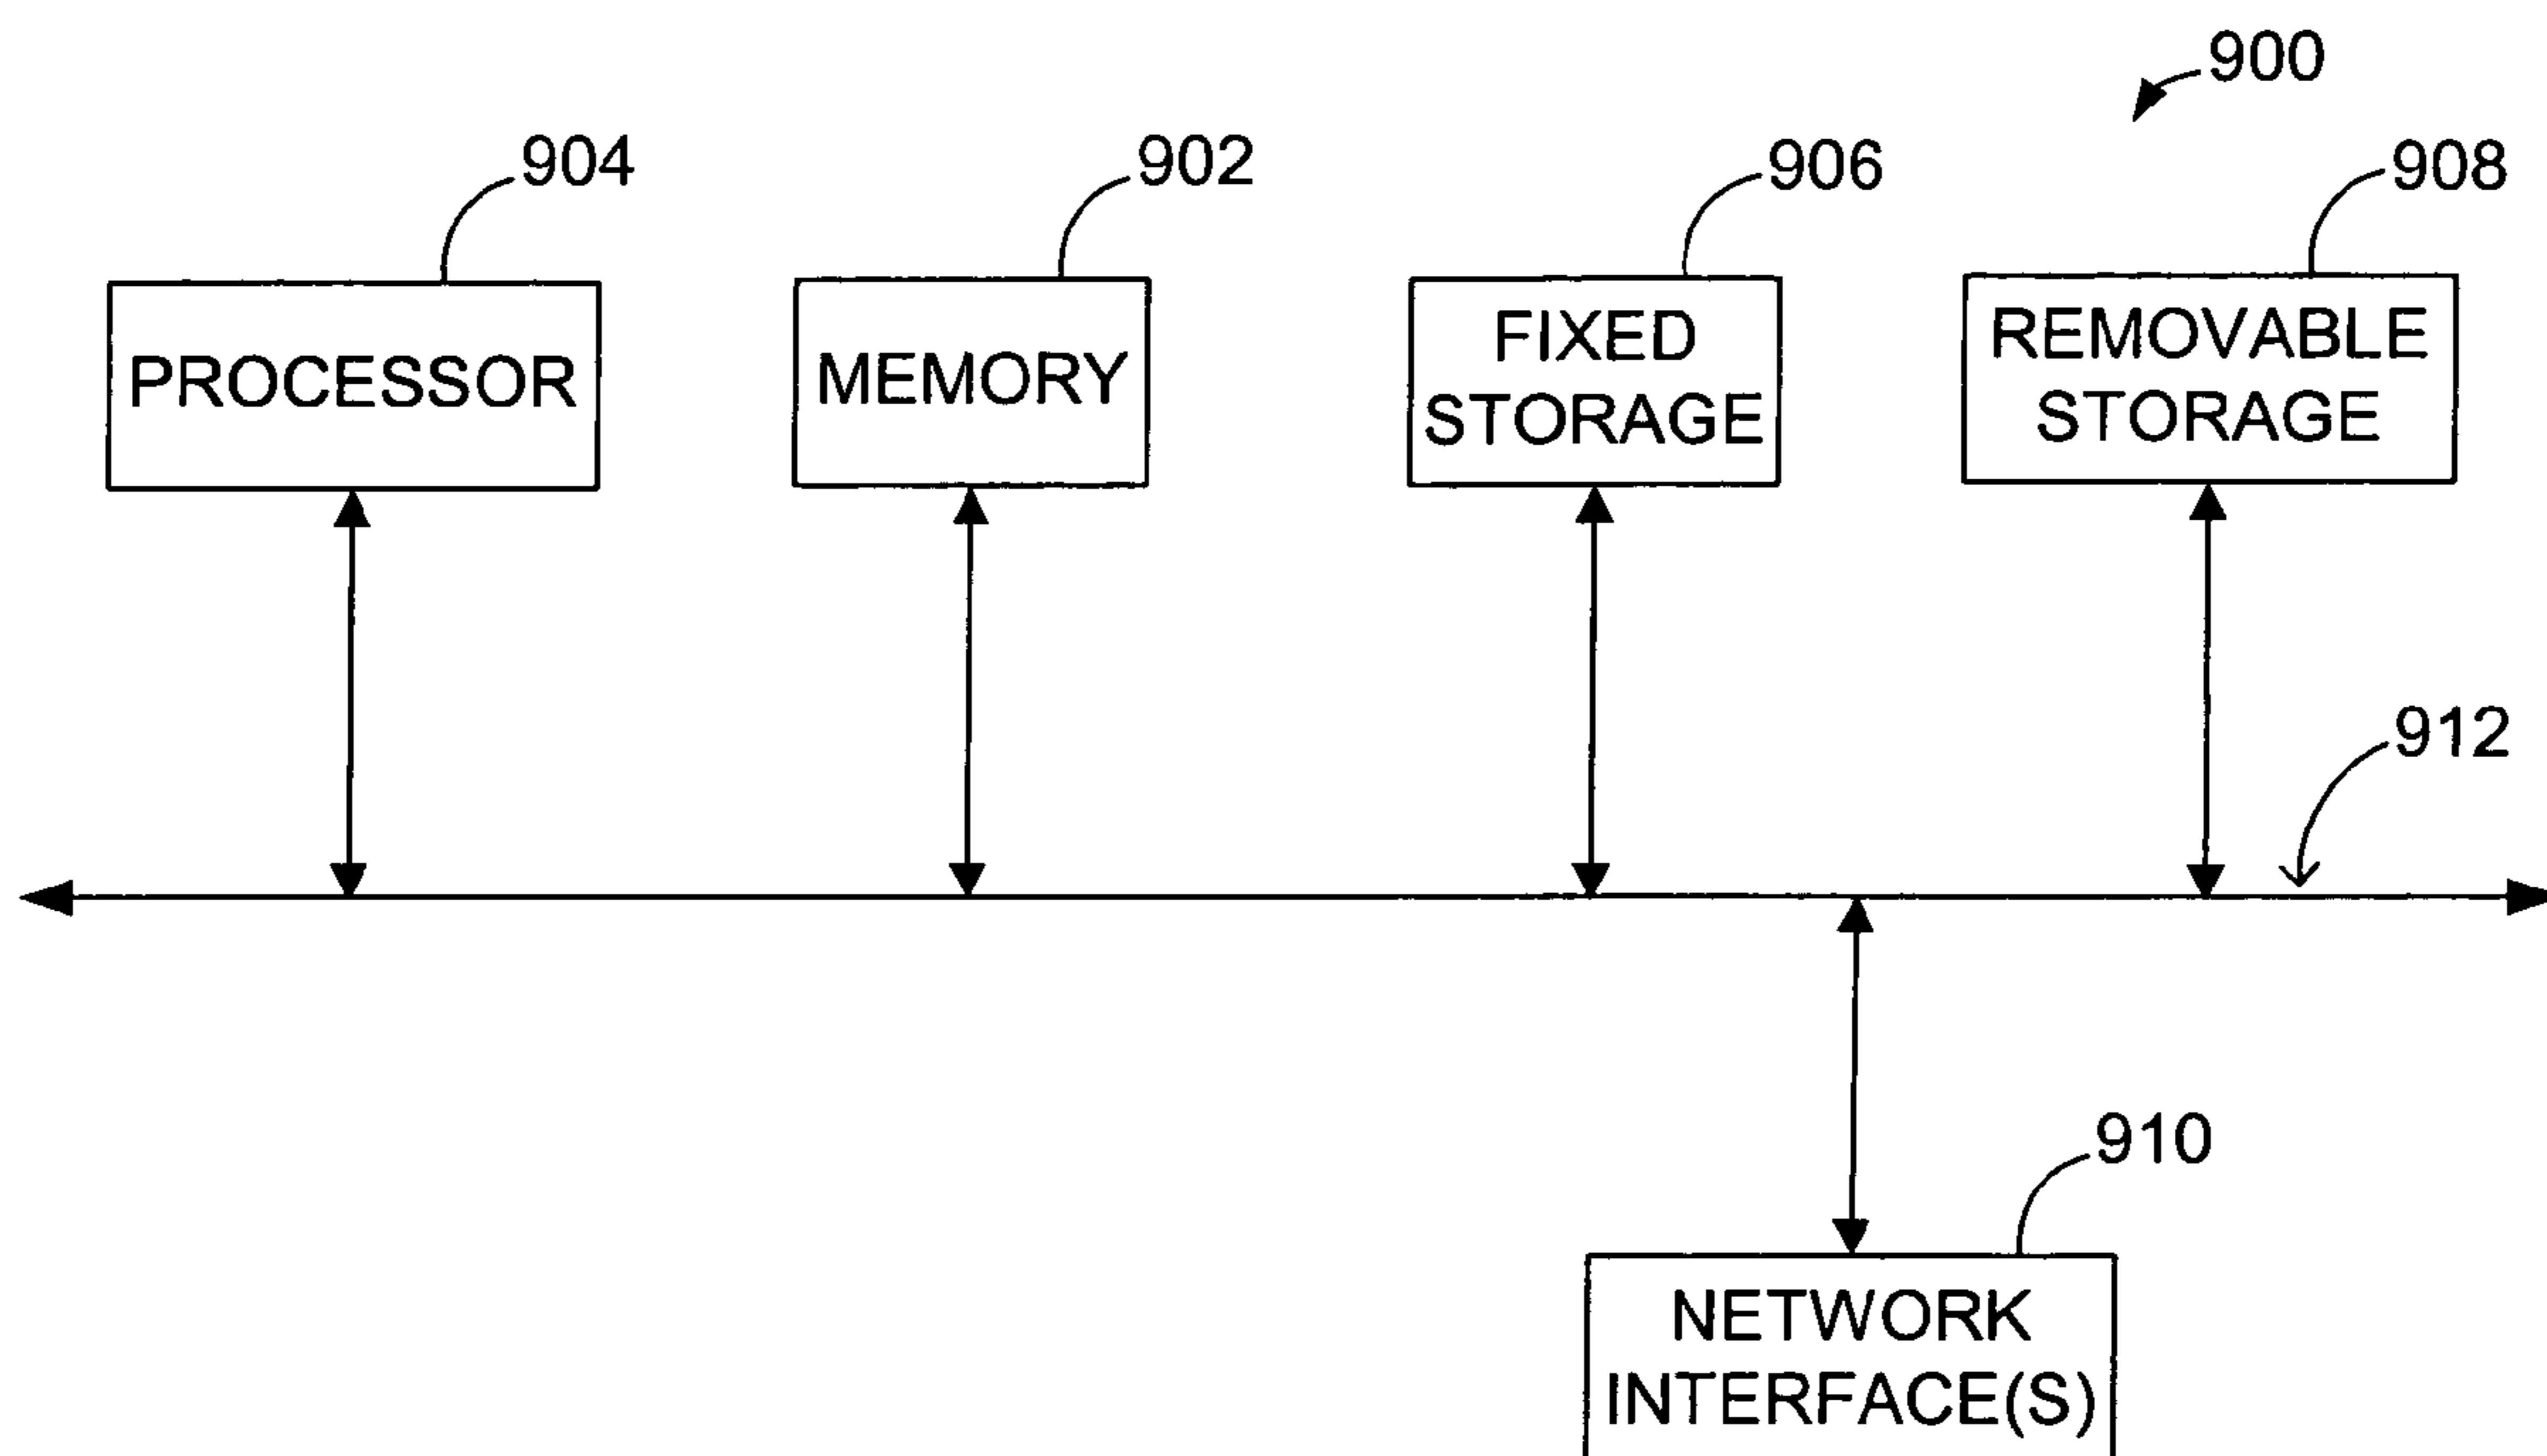 900
904
902
906
908
PROCESSOR
MEMORY
FIXED
STORAGE
REMOVABLE
STORAGE
912
910
NETWORK
INTERFACE(S)